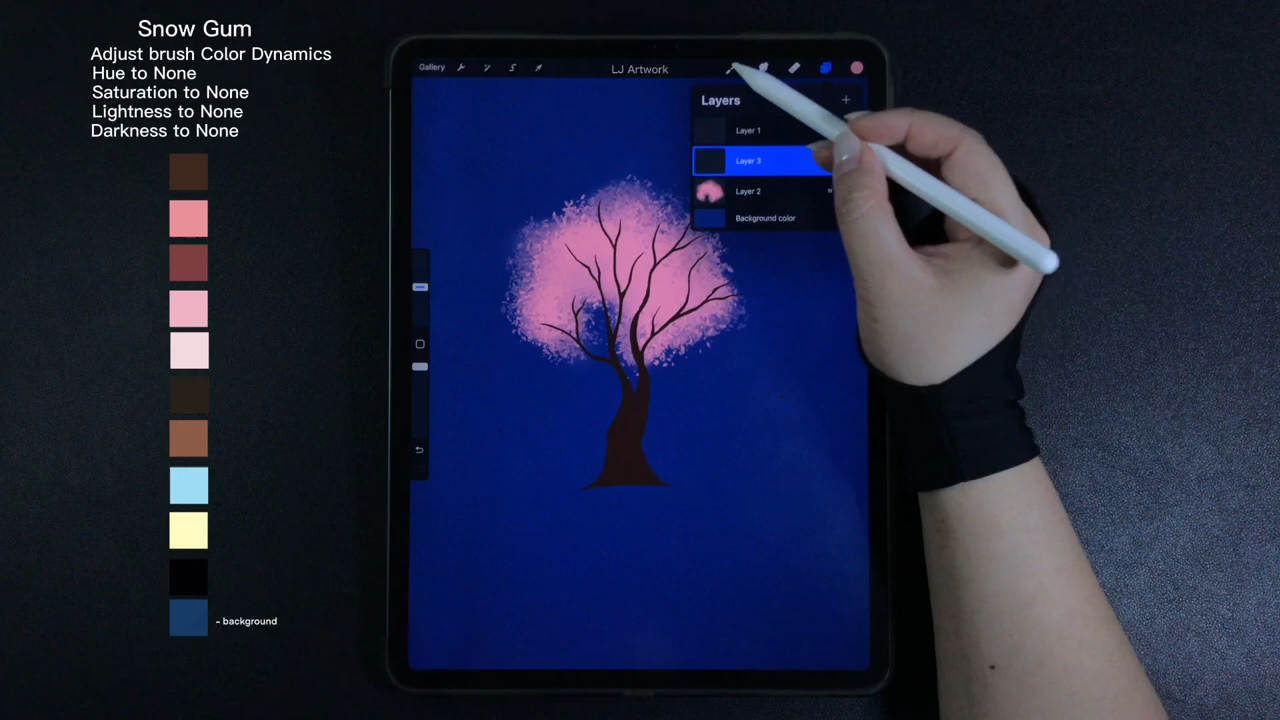 Snow Gum
Adjust brush Color Dynamics
Hue to None
Saturation to None
Lightness to None
Darkness to None
- background
Gallery
LJ Artwork
Layers
Layer 1
Layer 3
Layer 2
N
Background color